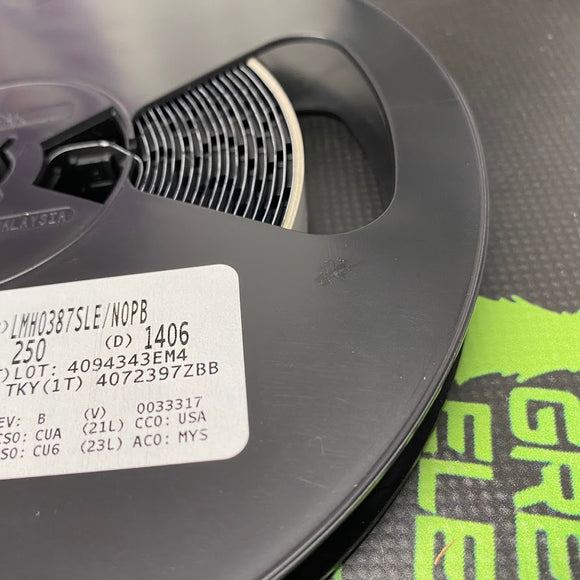 MALAYSIA
)LMH0387SLE/NOPB
250 (D) 1406
T)LOT: 4094343EM4
TKY(1T) 4072397ZBB
EV: B (V) 0033317
CSO: CUA (21L) CCO: USA
SO: CU6 (23L) ACO: MYS
GRE
ELE